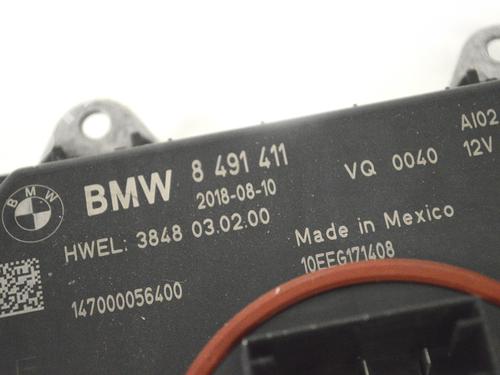 BMW
BMW 8 491 411
2018-08-10
HWEL: 3848 03.02.00
147000056400
VQ 0040
AI02
12V
Made in Mexico
10EEG171408